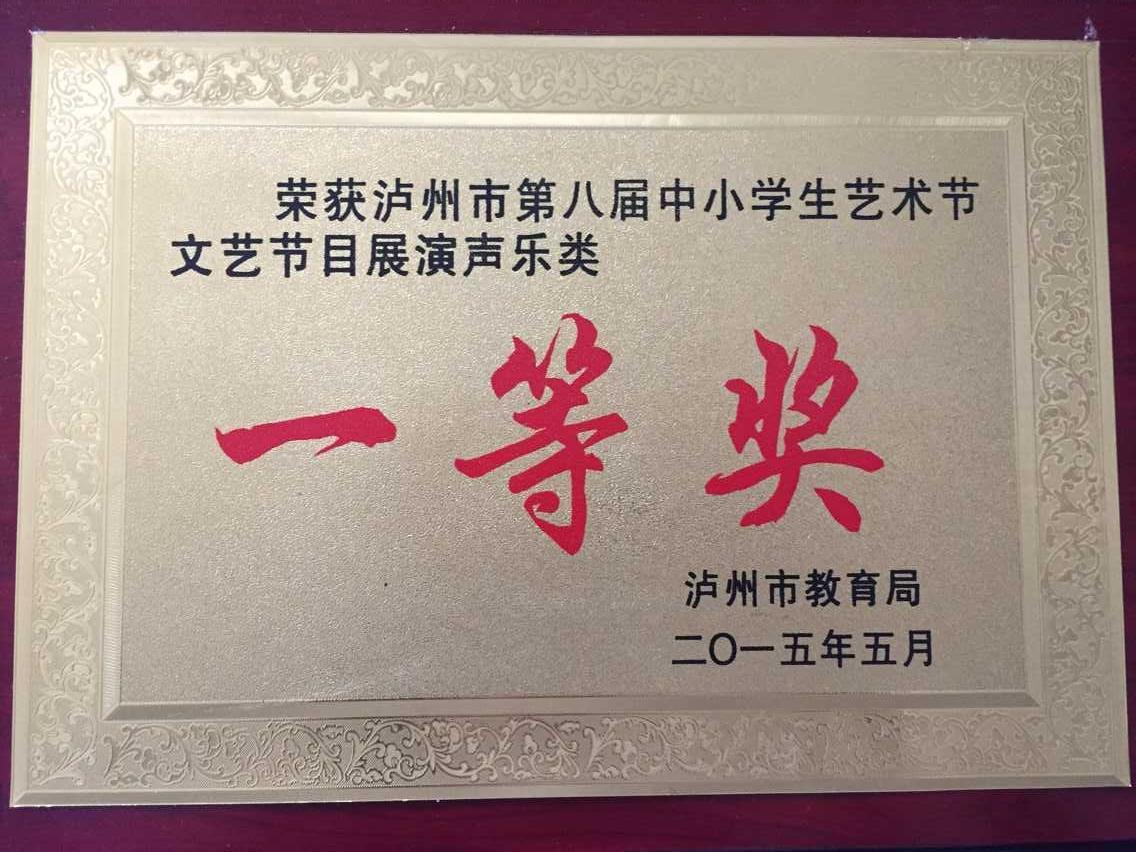 荣获泸州市第八届中小学生艺术节
文艺节目展演声乐类
一等奖
泸州市教育局
二〇一五年五月